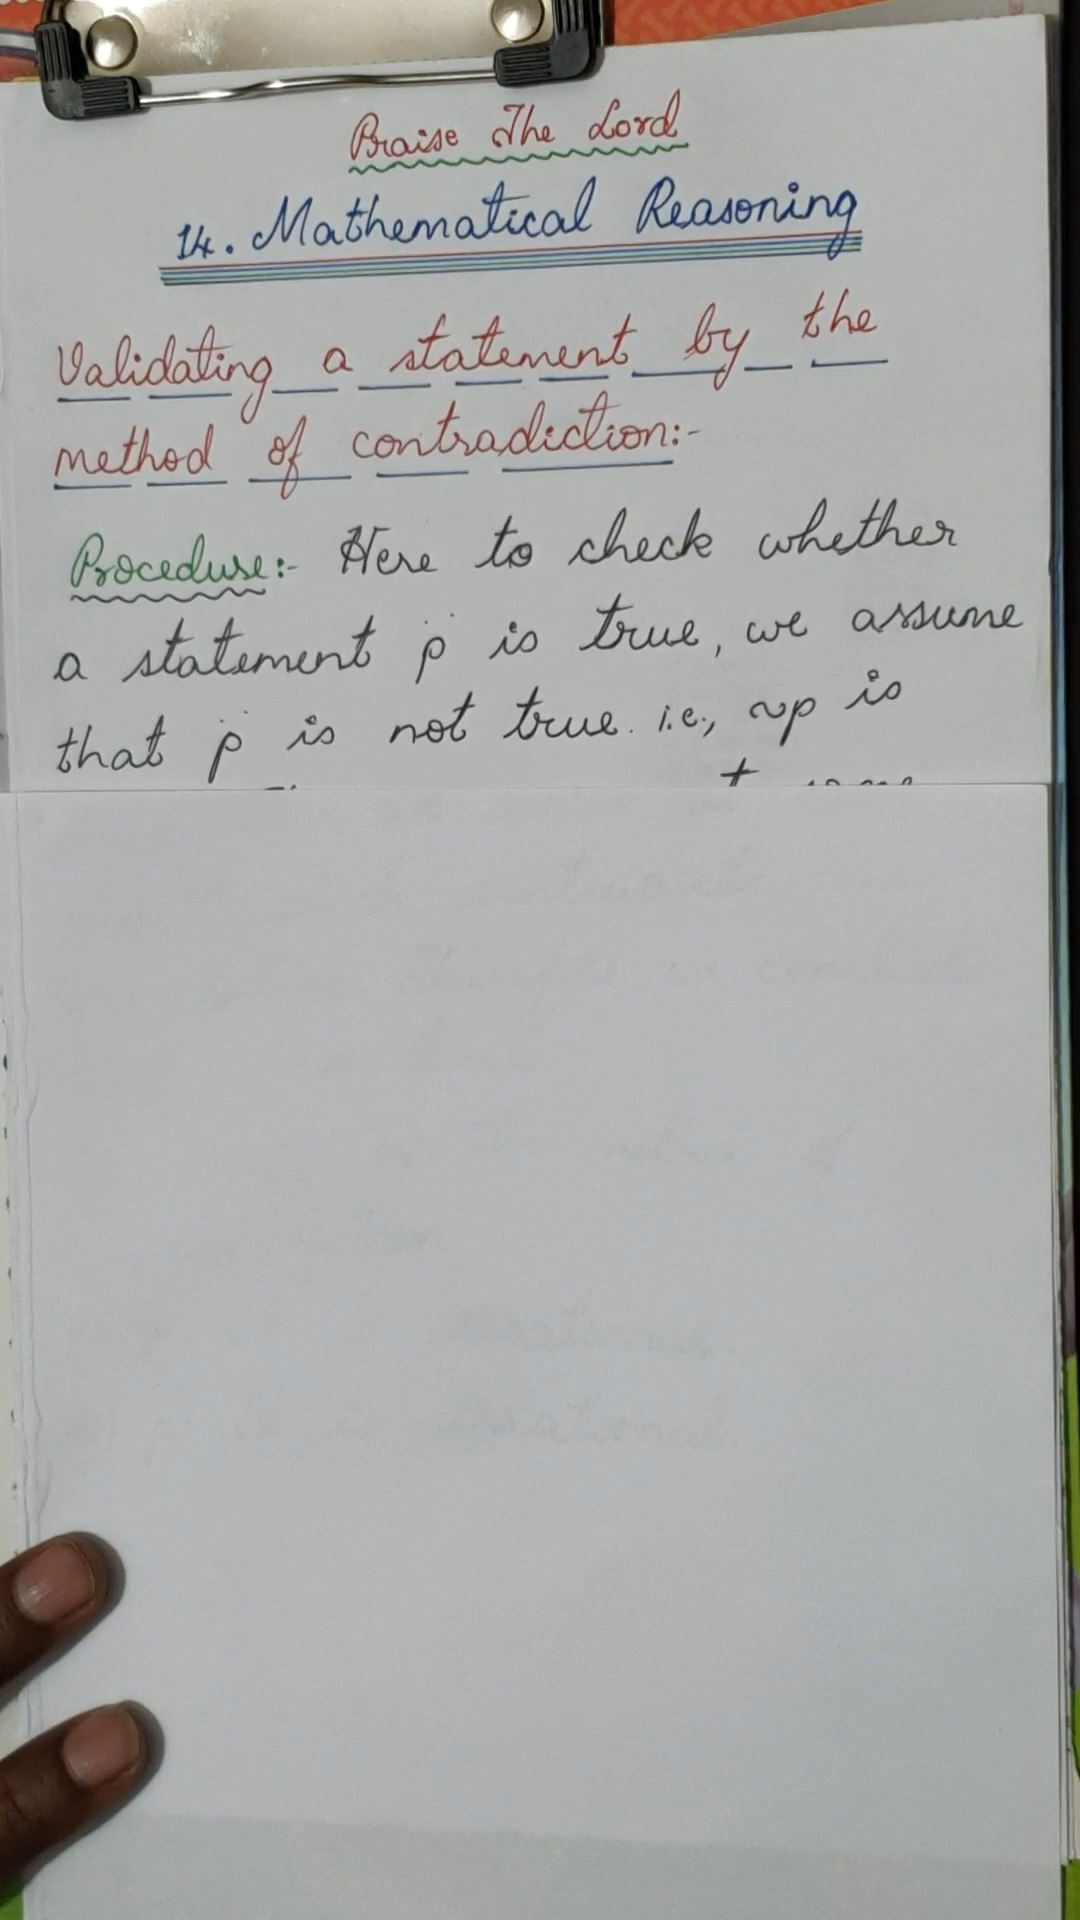 Praise The Lord
14. Mathematical Reasoning
Validating a statement by the
method of contradiction:-
Procedure:- Here to check whether
a statement p is true, we assume
that p is not true. i.e., ~p is